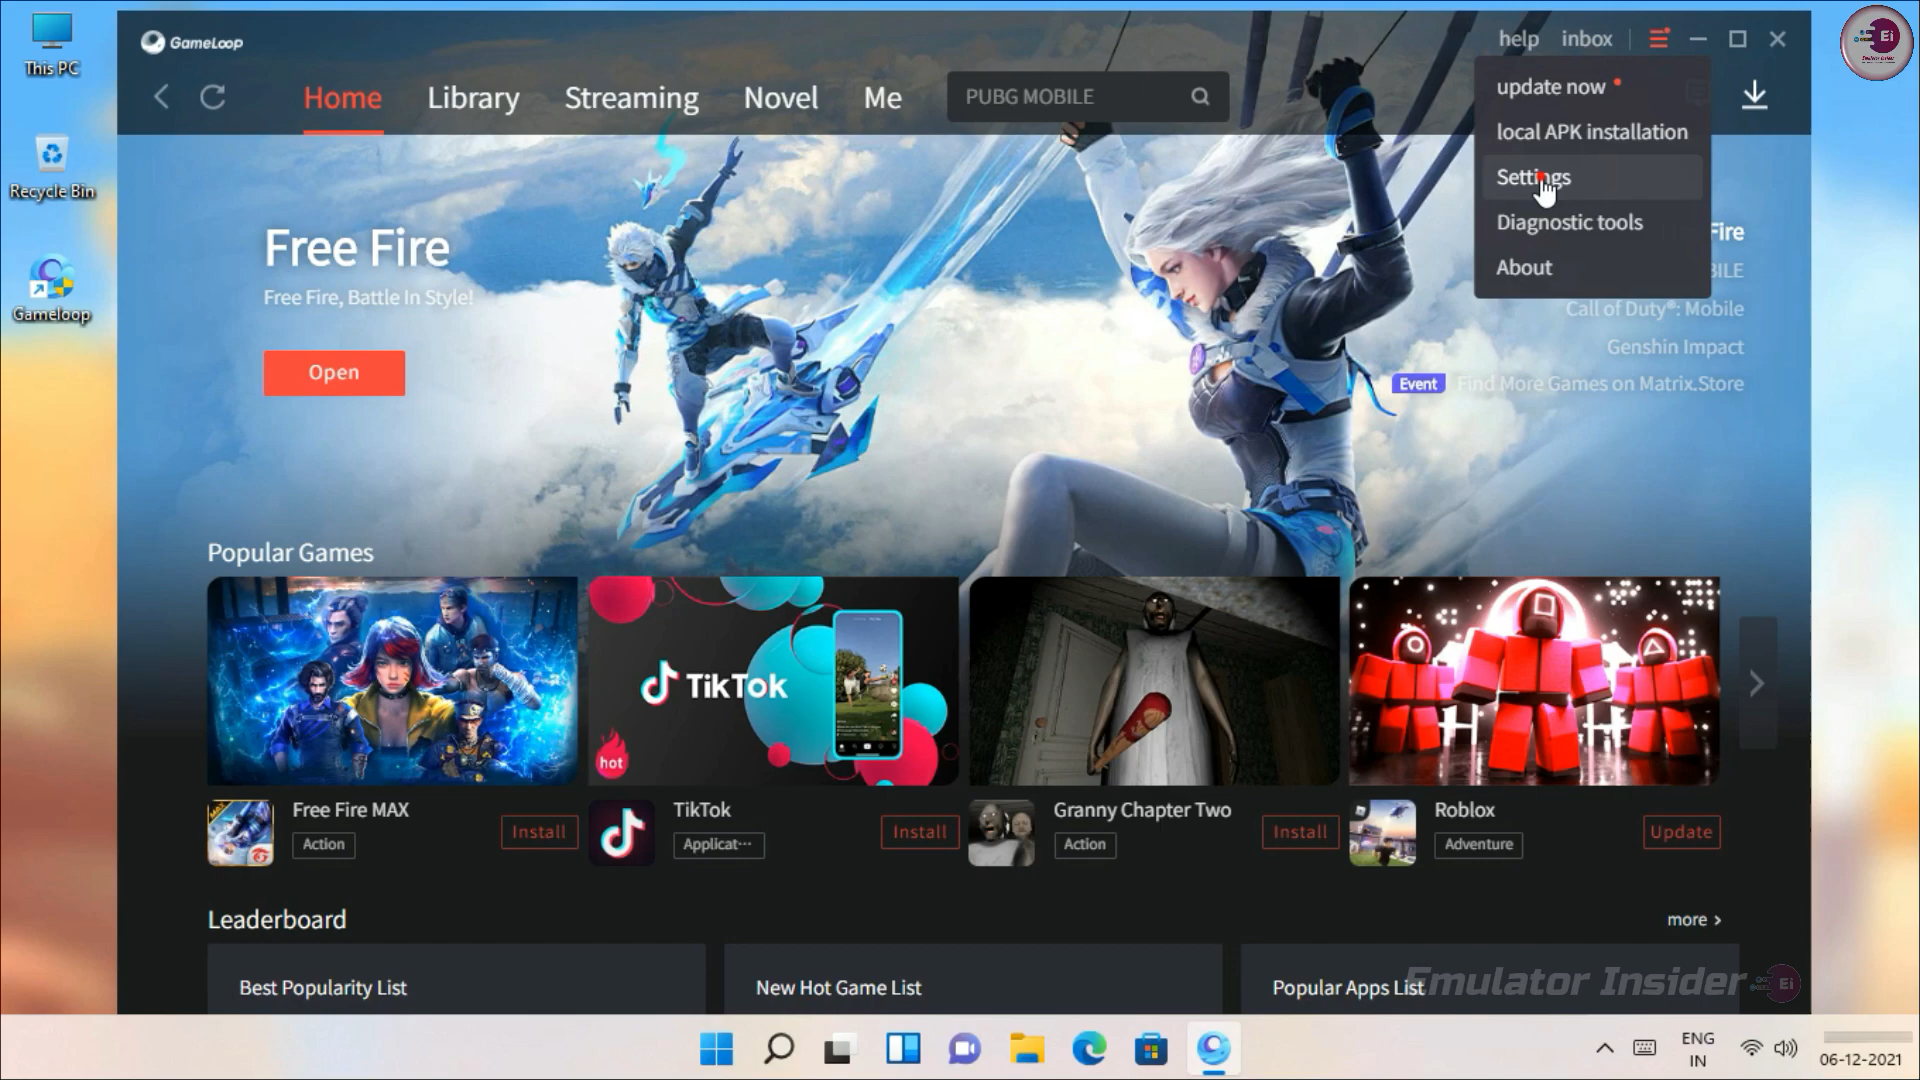 This PC
Recycle Bin
Gameloop
GameLoop
help
inbox
Home
Library
Streaming
Novel
Me
PUBG MOBILE
update now
local APK installation
Settings
Diagnostic tools
About
Ei
Free Fire
Free Fire, Battle In Style!
Open
Fire
BILE
Call of Duty®: Mobile
Genshin Impact
Event
Find More Games on Matrix.Store
Popular Games
TikTok
hot
Free Fire MAX
Action
Install
TikTok
Applicat···
Install
Granny Chapter Two
Action
Install
Roblox
Adventure
Update
Leaderboard
more >
Best Popularity List
New Hot Game List
Popular Apps List
Emulator Insider
Ei
ENG
IN
06-12-2021